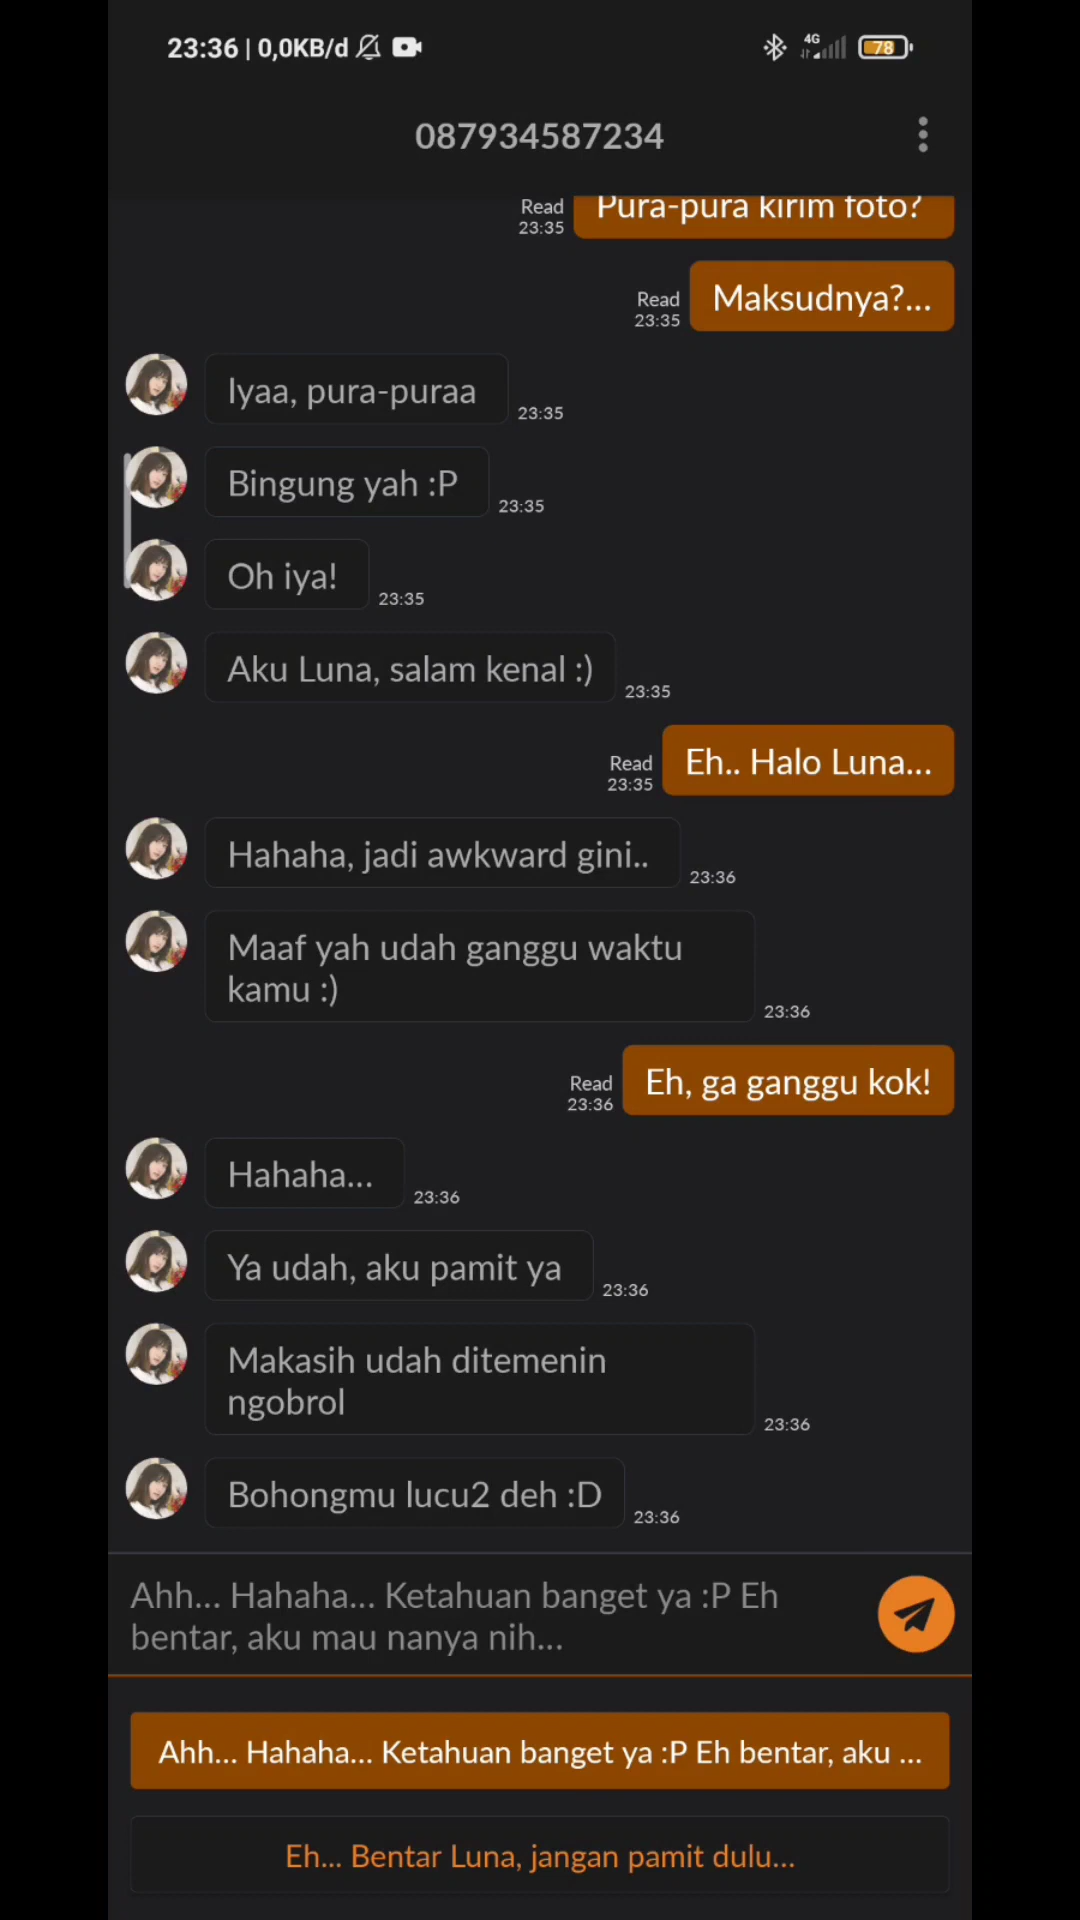 23:36 | 0,0KB/d
4G
78
087934587234
Pura-pura kirim foto?
Read
23:35
Maksudnya?...
Read
23:35
Iyaa, pura-puraa
23:35
Bingung yah :P
23:35
Oh iya!
23:35
Aku Luna, salam kenal :)
23:35
Eh.. Halo Luna...
Read
23:35
Hahaha, jadi awkward gini..
23:36
Maaf yah udah ganggu waktu
kamu :)
23:36
Eh, ga ganggu kok!
Read
23:36
Hahaha...
23:36
Ya udah, aku pamit ya
23:36
Makasih udah ditemenin
ngobrol
23:36
Bohongmu lucu2 deh :D
23:36
Ahh... Hahaha... Ketahuan banget ya :P Eh
bentar, aku mau nanya nih...
Ahh... Hahaha... Ketahuan banget ya :P Eh bentar, aku ...
Eh... Bentar Luna, jangan pamit dulu...